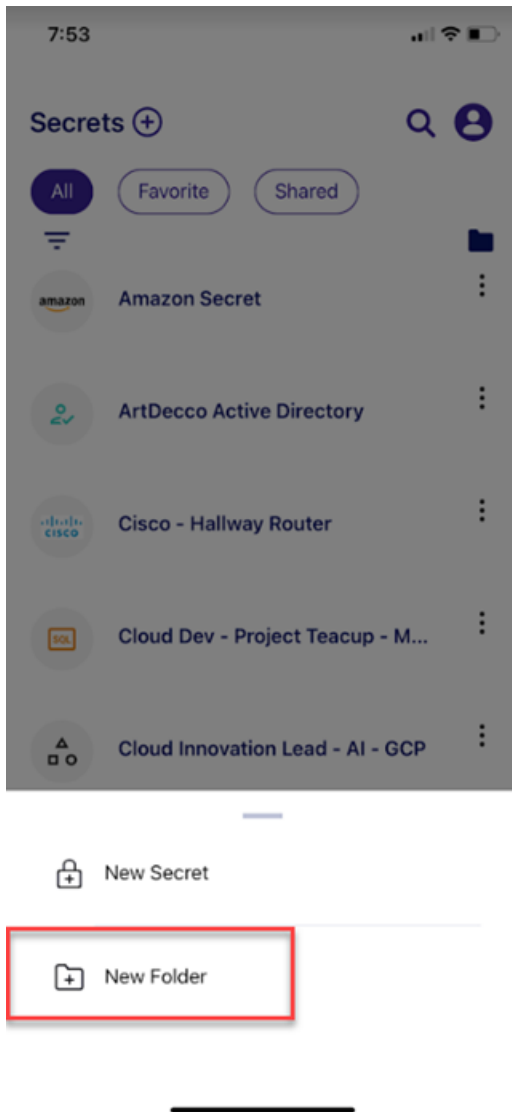 7:53
Secrets
All Favorite Shared
amazon Amazon Secret
ArtDecco Active Directory
CISCO Cisco - Hallway Router
SQL Cloud Dev - Project Teacup - M...
Cloud Innovation Lead - AI - GCP
New Secret
New Folder